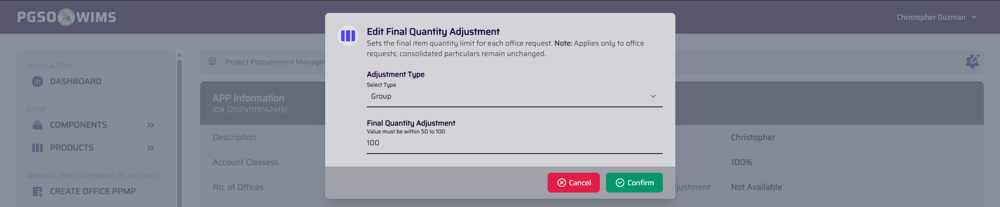 PGSO WIMS
Christopher Guzman
NAVIGATION
DASHBOARD
CORE
COMPONENTS
PRODUCTS
ANNUAL PROCUREMENT PLAN (APP)
CREATE OFFICE PPMP
Project Procurement
APP Information
ID# [20241119142415]
Description
Christopher
Account Classess
100%
No. of Offices
Not Available
Edit Final Quantity Adjustment
Sets the final item quantity limit for each office request. Note: Applies only to office
requests; consolidated particulars remain unchanged.
Adjustment Type
Select Type
Group
Final Quantity Adjustment
Value must be within 50 to 100
100
Cancel
Confirm